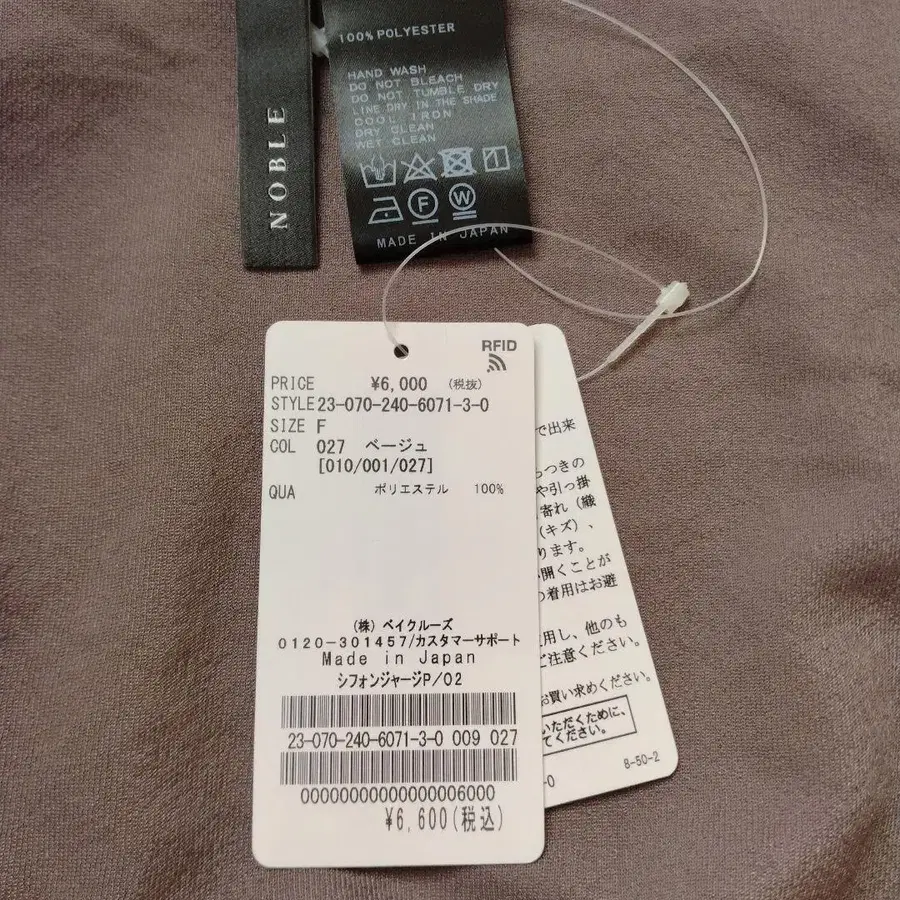 NOBLE
100% POLYESTER
HAND WASH
DO NOT BLEACH
DO NOT TUMBLE DRY
LINE DRY IN THE SHADE
COOL IRON
DRY CLEAN
WET CLEAN
F
W
MADE IN JAPAN
RFID
PRICE ¥6,000 (税抜)
STYLE 23-070-240-6071-3-0
SIZE F
COL 027 ベージュ
[010/001/027]
QUA ポリエステル 100%
(株) ベイクルーズ
0120-301457/カスタマーサポート
Made in Japan
シフォンジャージP/02
23-070-240-6071-3-0 009 027
00000000000000006000
¥6,600(税込)
で出来
らつきの
や引っ掛
寄れ (織
(キズ)、
ります。
開くことが
の着用はお避
使用し、他のも
ご注意ください。
お買い求めください。
いただくために、
てください。
8-50-2
-0